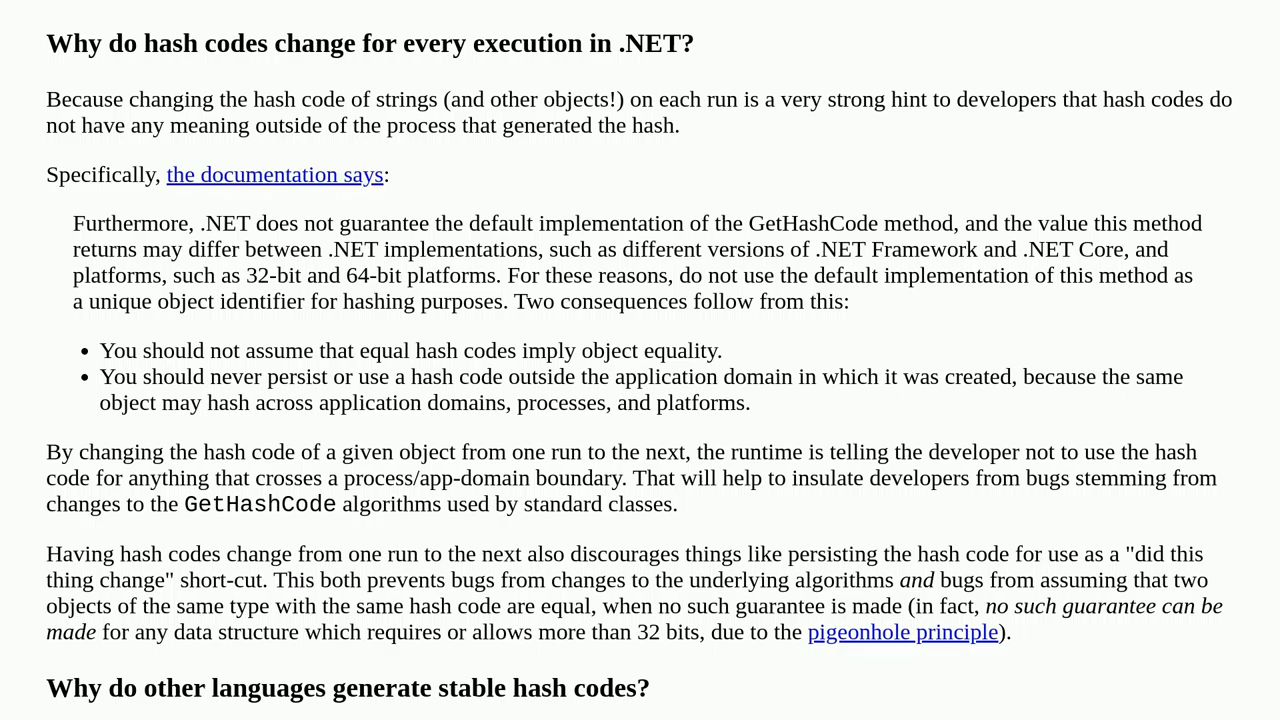 Why do hash codes change for every execution in .NET?
Because changing the hash code of strings (and other objects!) on each run is a very strong hint to developers that hash codes do
not have any meaning outside of the process that generated the hash.
Specifically, the documentation says:
Furthermore, .NET does not guarantee the default implementation of the GetHashCode method, and the value this method
returns may differ between .NET implementations, such as different versions of .NET Framework and .NET Core, and
platforms, such as 32-bit and 64-bit platforms. For these reasons, do not use the default implementation of this method as
a unique object identifier for hashing purposes. Two consequences follow from this:
• You should not assume that equal hash codes imply object equality.
• You should never persist or use a hash code outside the application domain in which it was created, because the same
object may hash across application domains, processes, and platforms.
By changing the hash code of a given object from one run to the next, the runtime is telling the developer not to use the hash
code for anything that crosses a process/app-domain boundary. That will help to insulate developers from bugs stemming from
changes to the GetHashCode algorithms used by standard classes.
Having hash codes change from one run to the next also discourages things like persisting the hash code for use as a "did this
thing change" short-cut. This both prevents bugs from changes to the underlying algorithms and bugs from assuming that two
objects of the same type with the same hash code are equal, when no such guarantee is made (in fact, no such guarantee can be
made for any data structure which requires or allows more than 32 bits, due to the pigeonhole principle).
Why do other languages generate stable hash codes?